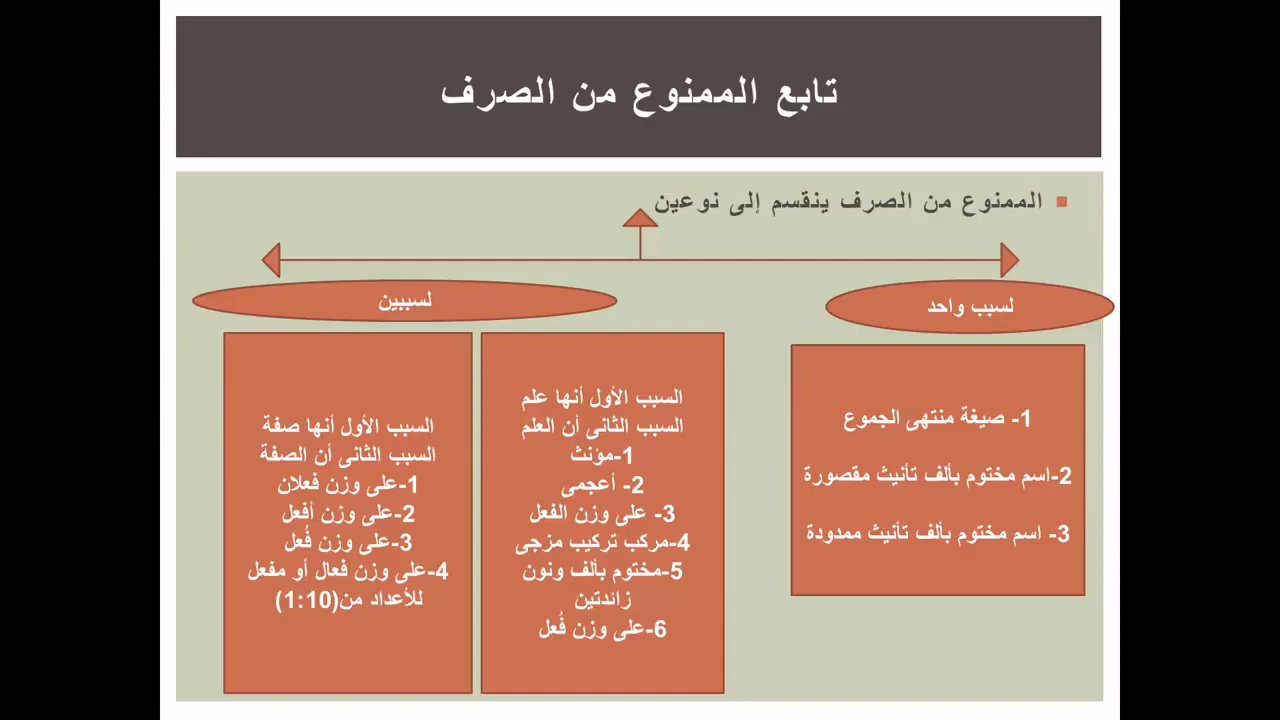 تابع الممنوع من الصرف
الممنوع من الصرف ينقسم إلى نوعين
لسبب واحد
1- صيغة منتهى الجموع
2-اسم مختوم بألف تأنيث مقصورة
3- اسم مختوم بألف تأنيث ممدودة
لسببين
السبب الأول أنها علم
السبب الثانى أن العلم
1-مؤنث
2- أعجمى
3- على وزن الفعل
4-مركب تركيب مزجى
5-مختوم بألف ونون
زائدتين
6-على وزن فُعل
السبب الأول أنها صفة
السبب الثانى أن الصفة
1-على وزن فعلان
2-على وزن أفعل
3-على وزن فُعل
4-على وزن فعال أو مفعل
للأعداد من(1:10)